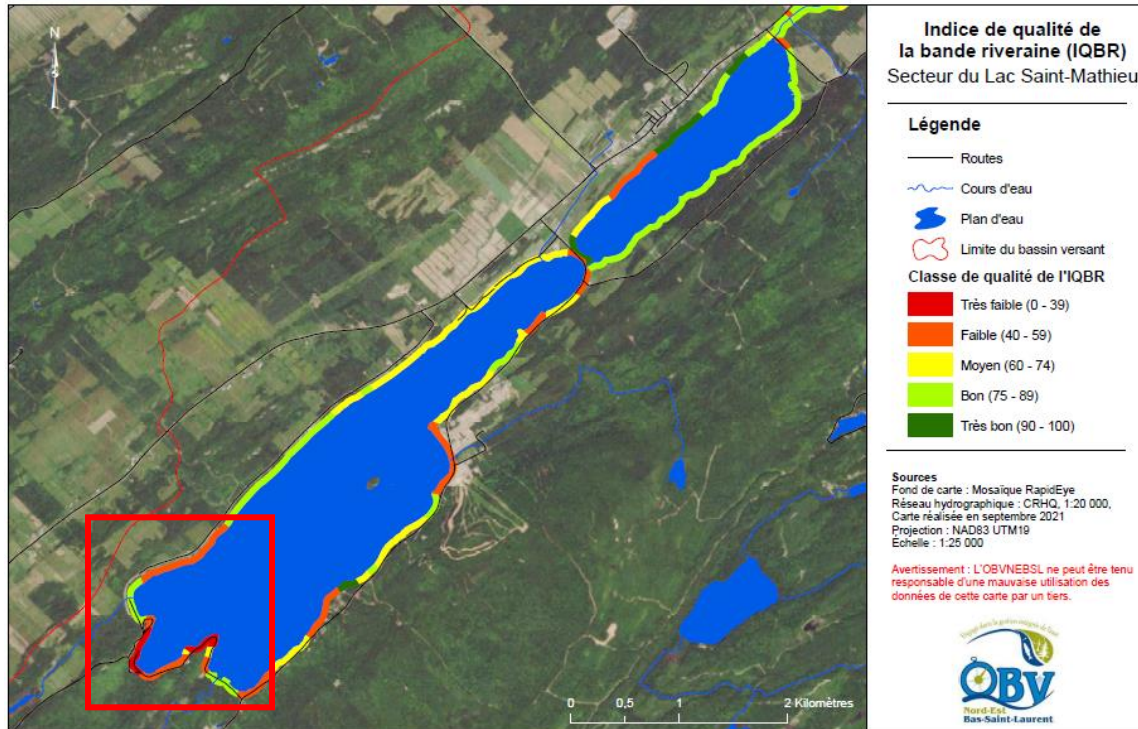 N
0 0,5 1 2 Kilomètres
Indice de qualité de
la bande riveraine (IQBR)
Secteur du Lac Saint-Mathieu
Légende
Routes
Cours d'eau
Plan d'eau
Limite du bassin versant
Classe de qualité de l'IQBR
Très faible (0 - 39)
Faible (40 - 59)
Moyen (60 - 74)
Bon (75 - 89)
Très bon (90 - 100)
Sources
Fond de carte : Mosaïque RapidEye
Réseau hydrographique : CRHQ, 1:20 000,
Carte réalisée en septembre 2021
Projection : NAD83 UTM19
Échelle : 1:25 000
Avertissement : L'OBVNEBSL ne peut être tenu
responsable d'une mauvaise utilisation des
données de cette carte par un tiers.
OBV
Nord-Est
Bas-Saint-Laurent